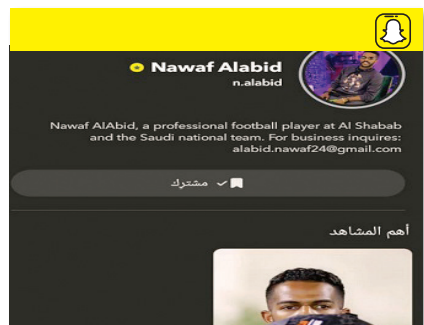 Nawaf Alabid
n.alabid
Nawaf AlAbid, a professional football player at Al Shabab
and the Saudi national team. For business inquires:
alabid.nawaf24@gmail.com
مشترك
أهم المشاهد